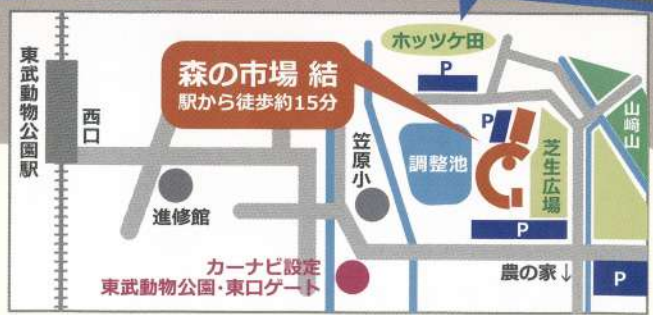 東武動物公園駅
西口
森の市場 結
駅から徒歩約15分
ホッツケ田
P
P
山崎山
笠原小
調整池
芝生広場
進修館
P
カーナビ設定
東武動物公園・東口ゲート
農の家↓
P